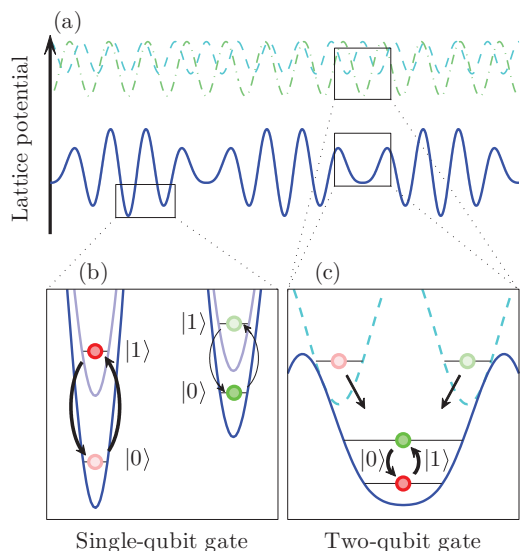 (a)
Lattice potential
(b)
(c)
|1⟩
|0⟩
|1⟩
|0⟩
|0⟩ |1⟩
Single-qubit gate
Two-qubit gate